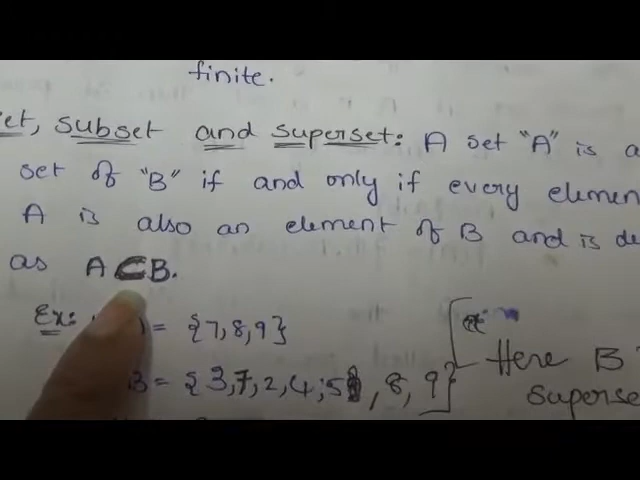 finite.
et, subset and superset: A set "A" is a
set of "B" if and only if every elemen
A is also an element of B and is de
as A ⊂ B.
Ex: = {7,8,9}
B = {3,7,2,4,5 , 8, 9}
Here B
superse